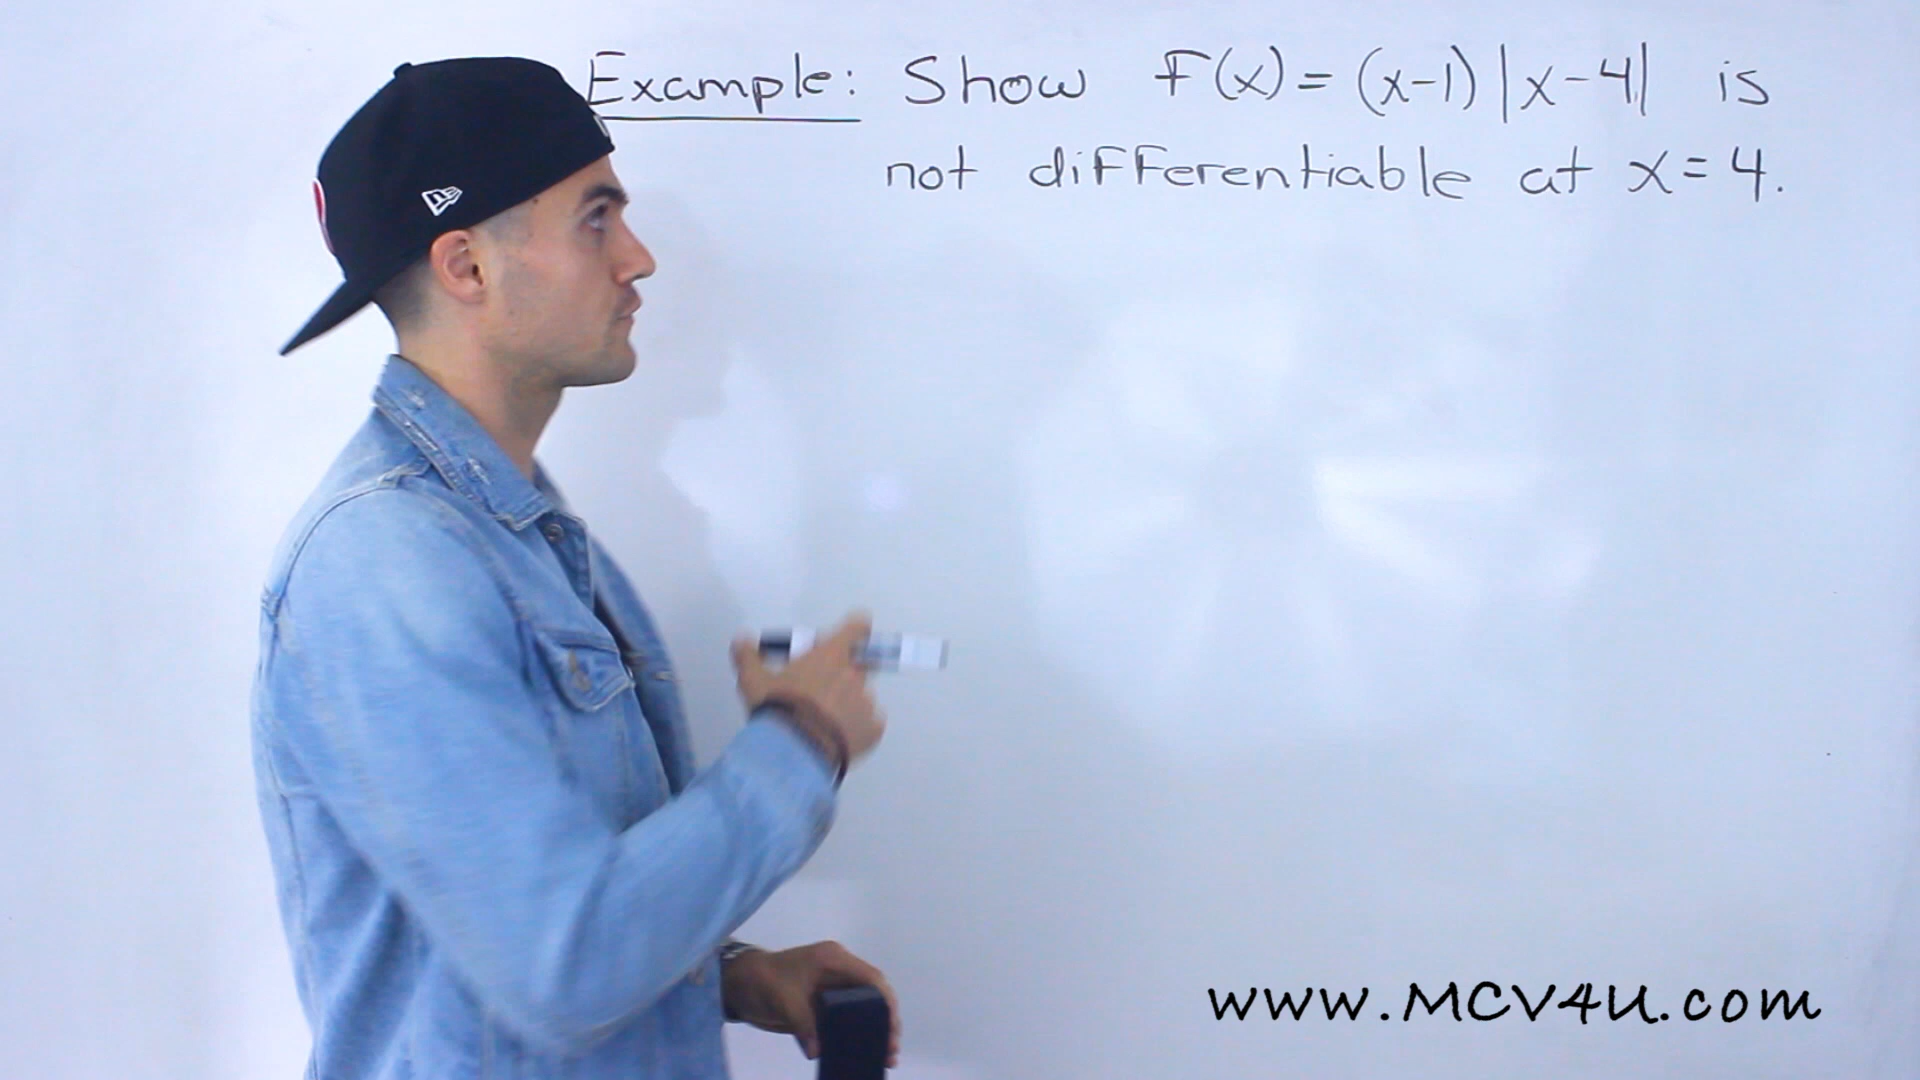 Example: Show F(x) = (x-1) |x-4| is
not differentiable at x = 4.
www.MCV4U.com